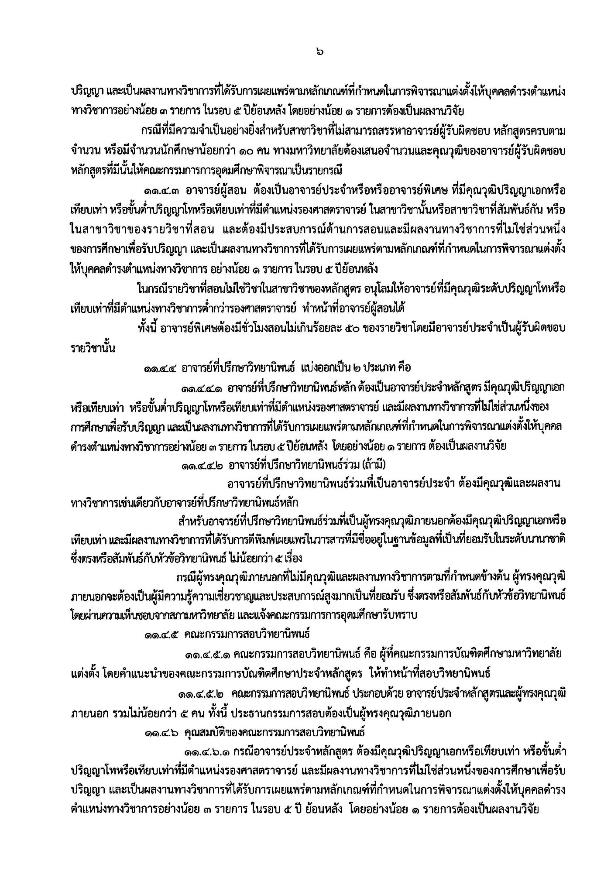 ๖
ปริญญา และเป็นผลงานทางวิชาการที่ได้รับการเผยแพร่ตามหลักเกณฑ์ที่กำหนดในการพิจารณาแต่งตั้งให้บุคคลดำรงตำแหน่ง
ทางวิชาการอย่างน้อย ๓ รายการ ในรอบ ๕ ปีย้อนหลัง โดยอย่างน้อย ๑ รายการต้องเป็นผลงานวิจัย
กรณีที่มีความจำเป็นอย่างยิ่งสำหรับสาขาวิชาที่ไม่สามารถสรรหาอาจารย์ผู้รับผิดชอบ หลักสูตรครบตาม
จำนวน หรือมีจำนวนนักศึกษาน้อยกว่า ๑๐ คน ทางมหาวิทยาลัยต้องเสนอจำนวนและคุณวุฒิของอาจารย์ผู้รับผิดชอบ
หลักสูตรที่มีนั้นให้คณะกรรมการการอุดมศึกษาพิจารณาเป็นรายกรณี
๑๑.๔.๓ อาจารย์ผู้สอน ต้องเป็นอาจารย์ประจำหรือหรืออาจารย์พิเศษ ที่มีคุณวุฒิปริญญาเอกหรือ
เทียบเท่า หรือขั้นต่ำปริญญาโทหรือเทียบเท่าที่มีตำแหน่งรองศาสตราจารย์ ในสาขาวิชานั้นหรือสาขาวิชาที่สัมพันธ์กัน หรือ
ในสาขาวิชาของรายวิชาที่สอน และต้องมีประสบการณ์ด้านการสอนและมีผลงานทางวิชาการที่ไม่ใช่ส่วนหนึ่ง
ของการศึกษาเพื่อรับปริญญา และเป็นผลงานทางวิชาการที่ได้รับการเผยแพร่ตามหลักเกณฑ์ที่กำหนดในการพิจารณาแต่งตั้ง
ให้บุคคลดำรงตำแหน่งทางวิชาการ อย่างน้อย ๑ รายการ ในรอบ ๕ ปีย้อนหลัง
ในกรณีรายวิชาที่สอนไม่ใช่วิชาในสาขาวิชาของหลักสูตร อนุโลมให้อาจารย์ที่มีคุณวุฒิระดับปริญญาโทหรือ
เทียบเท่าที่มีตำแหน่งทางวิชาการต่ำกว่ารองศาสตราจารย์ ทำหน้าที่อาจารย์ผู้สอนได้
ทั้งนี้ อาจารย์พิเศษต้องมีชั่วโมงสอนไม่เกินร้อยละ ๕๐ ของรายวิชาโดยมีอาจารย์ประจำเป็นผู้รับผิดชอบ
รายวิชานั้น
๑๑.๔.๔ อาจารย์ที่ปรึกษาวิทยานิพนธ์ แบ่งออกเป็น ๒ ประเภท คือ
๑๑.๔.๔.๑ อาจารย์ที่ปรึกษาวิทยานิพนธ์หลัก ต้องเป็นอาจารย์ประจำหลักสูตร มีคุณวุฒิปริญญาเอก
หรือเทียบเท่า หรือขั้นต่ำปริญญาโทหรือเทียบเท่าที่มีตำแหน่งรองศาสตราจารย์ และมีผลงานทางวิชาการที่ไม่ใช่ส่วนหนึ่งของ
การศึกษาเพื่อรับปริญญา และเป็นผลงานทางวิชาการที่ได้รับการเผยแพร่ตามหลักเกณฑ์ที่กำหนดในการพิจารณาแต่งตั้งให้บุคคล
ดำรงตำแหน่งทางวิชาการอย่างน้อย ๓ รายการ ในรอบ ๕ ปีย้อนหลัง โดยอย่างน้อย ๑ รายการ ต้องเป็นผลงานวิจัย
๑๑.๔.๔.๒ อาจารย์ที่ปรึกษาวิทยานิพนธ์ร่วม (ถ้ามี)
อาจารย์ที่ปรึกษาวิทยานิพนธ์ร่วมที่เป็นอาจารย์ประจำ ต้องมีคุณวุฒิและผลงาน
ทางวิชาการเช่นเดียวกับอาจารย์ที่ปรึกษาวิทยานิพนธ์หลัก
สำหรับอาจารย์ที่ปรึกษาวิทยานิพนธ์ร่วมที่เป็นผู้ทรงคุณวุฒิภายนอกต้องมีคุณวุฒิปริญญาเอกหรือ
เทียบเท่า และมีผลงานทางวิชาการที่ได้รับการตีพิมพ์เผยแพร่ในวารสารที่มีชื่ออยู่ในฐานข้อมูลที่เป็นที่ยอมรับในระดับนานาชาติ
ซึ่งตรงหรือสัมพันธ์กับหัวข้อวิทยานิพนธ์ ไม่น้อยกว่า ๕ เรื่อง
กรณีผู้ทรงคุณวุฒิภายนอกที่ไม่มีคุณวุฒิและผลงานทางวิชาการตามที่กำหนดข้างต้น ผู้ทรงคุณวุฒิ
ภายนอกจะต้องเป็นผู้มีความรู้ความเชี่ยวชาญและประสบการณ์สูงมากเป็นที่ยอมรับ ซึ่งตรงหรือสัมพันธ์กับหัวข้อวิทยานิพนธ์
โดยผ่านความเห็นชอบจากสภามหาวิทยาลัย และแจ้งคณะกรรมการการอุดมศึกษารับทราบ
๑๑.๔.๕ คณะกรรมการสอบวิทยานิพนธ์
๑๑.๔.๕.๑ คณะกรรมการสอบวิทยานิพนธ์ คือ ผู้ที่คณะกรรมการบัณฑิตศึกษามหาวิทยาลัย
แต่งตั้ง โดยคำแนะนำของคณะกรรมการบัณฑิตศึกษาประจำหลักสูตร ให้ทำหน้าที่สอบวิทยานิพนธ์
๑๑.๔.๕.๒ คณะกรรมการสอบวิทยานิพนธ์ ประกอบด้วย อาจารย์ประจำหลักสูตรและผู้ทรงคุณวุฒิ
ภายนอก รวมไม่น้อยกว่า ๕ คน ทั้งนี้ ประธานกรรมการสอบต้องเป็นผู้ทรงคุณวุฒิภายนอก
๑๑.๔.๖ คุณสมบัติของคณะกรรมการสอบวิทยานิพนธ์
๑๑.๔.๖.๑ กรณีอาจารย์ประจำหลักสูตร ต้องมีคุณวุฒิปริญญาเอกหรือเทียบเท่า หรือขั้นต่ำ
ปริญญาโทหรือเทียบเท่าที่มีตำแหน่งรองศาสตราจารย์ และมีผลงานทางวิชาการที่ไม่ใช่ส่วนหนึ่งของการศึกษาเพื่อรับ
ปริญญา และเป็นผลงานทางวิชาการที่ได้รับการเผยแพร่ตามหลักเกณฑ์ที่กำหนดในการพิจารณาแต่งตั้งให้บุคคลดำรง
ตำแหน่งทางวิชาการอย่างน้อย ๓ รายการ ในรอบ ๕ ปี ย้อนหลัง โดยอย่างน้อย ๑ รายการต้องเป็นผลงานวิจัย